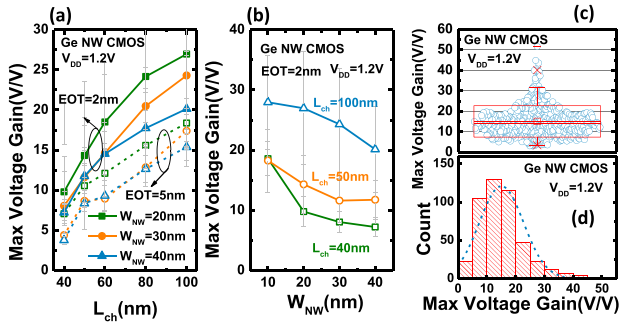 (a)
Ge NW CMOS
V_DD=1.2V
EOT=2nm
EOT=5nm
W_NW=20nm
W_NW=30nm
W_NW=40nm
30
25
20
15
10
5
0
Max Voltage Gain(V/V)
40 50 60 70 80 90 100
L_ch(nm)
(b)
Ge NW CMOS
EOT=2nm V_DD=1.2V
L_ch=100nm
L_ch=50nm
L_ch=40nm
40
30
20
10
0
Max Voltage Gain(V/V)
10 20 30 40
W_NW(nm)
(c)
Ge NW CMOS
V_DD=1.2V
60
50
40
30
20
10
0
Max Voltage Gain(V/V)
Ge NW CMOS
V_DD=1.2V
(d)
150
100
50
0
Count
0 10 20 30 40 50
Max Voltage Gain(V/V)